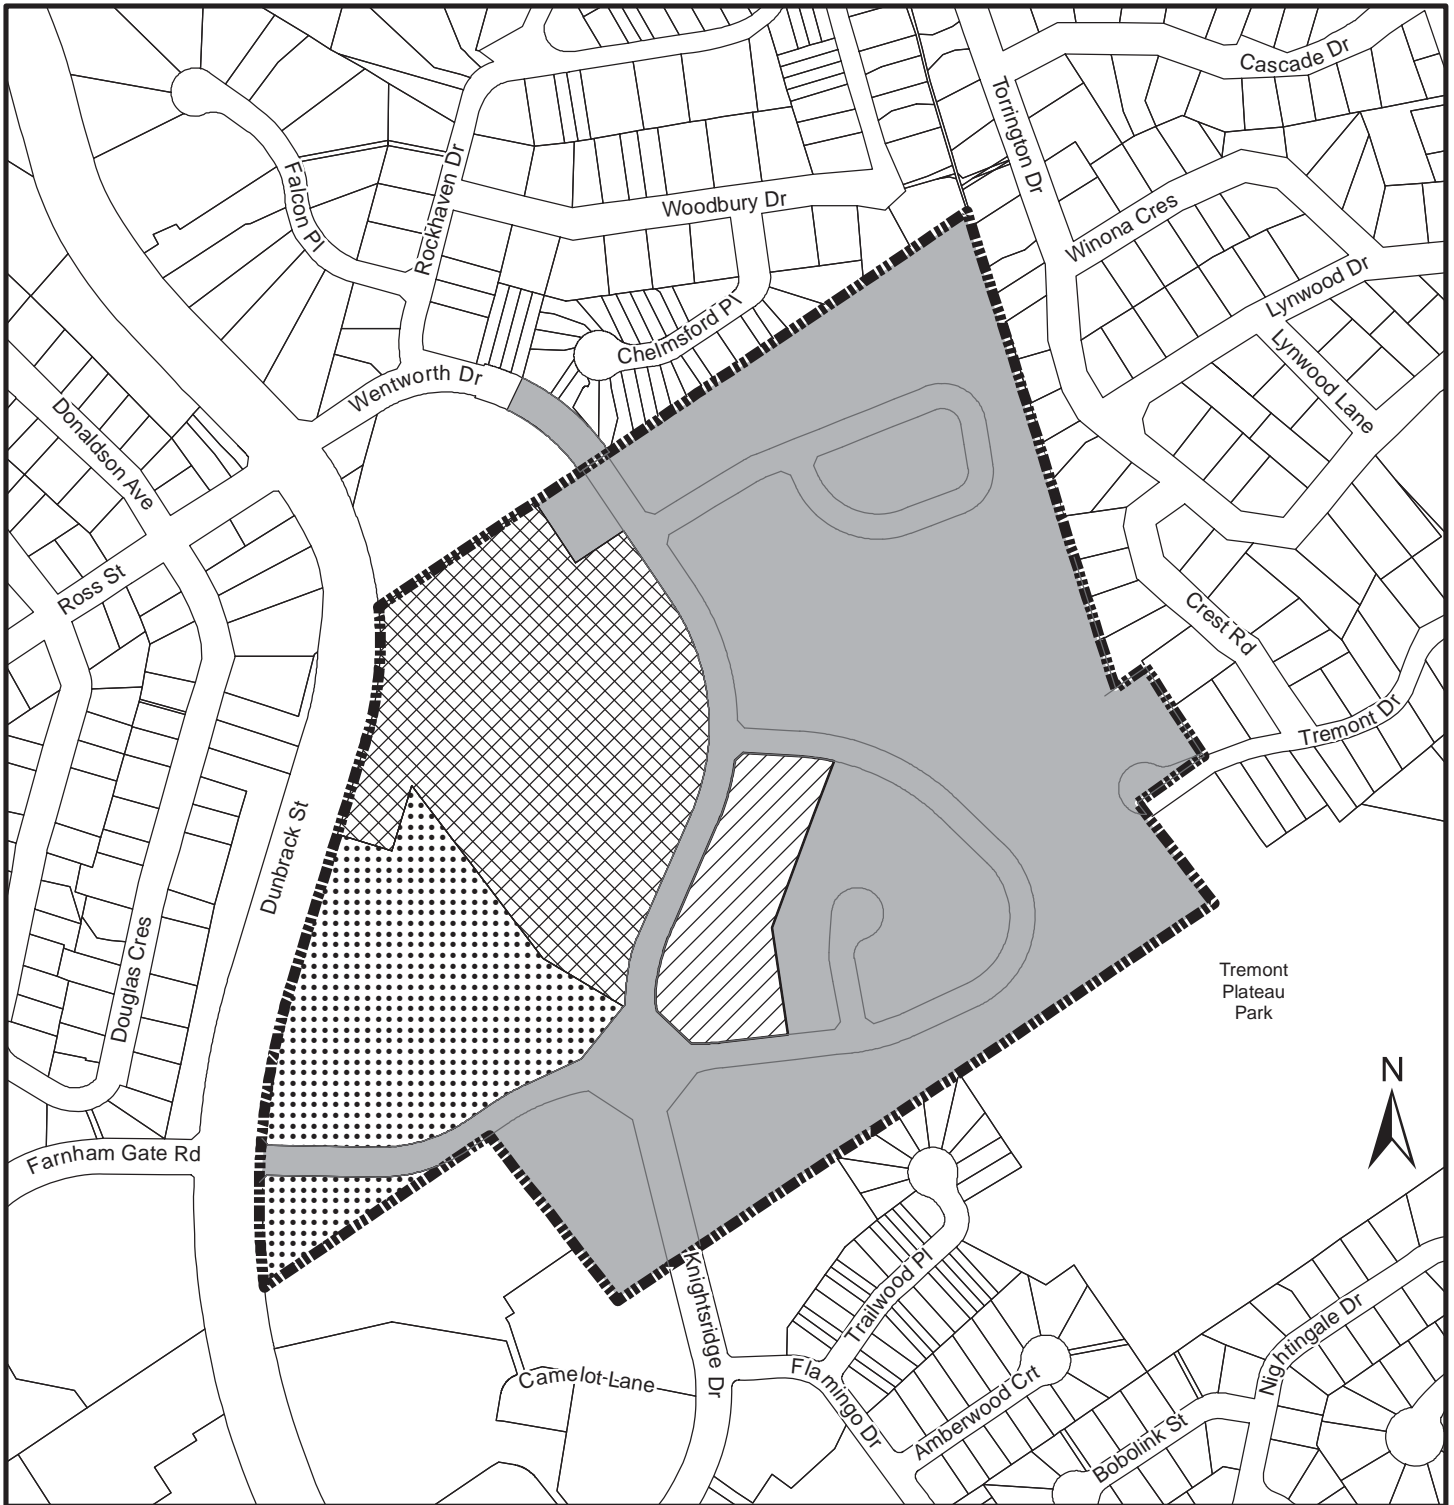 Cascade Dr
Torrington Dr
Falcon Pl
Rockhaven Dr
Woodbury Dr
Winona Cres
Lynwood Dr
Chelmsford Pl
Lynwood Lane
Wentworth Dr
Donaldson Ave
Ross St
Crest Rd
Tremont Dr
Dunbrack St
Douglas Cres
Tremont
Plateau
Park
N
Farnham Gate Rd
Knightsridge Dr
Trailwood Pl
Nightingale Dr
Camelot-Lane
Flamingo Dr
Amberwood Crt
Bobolink St